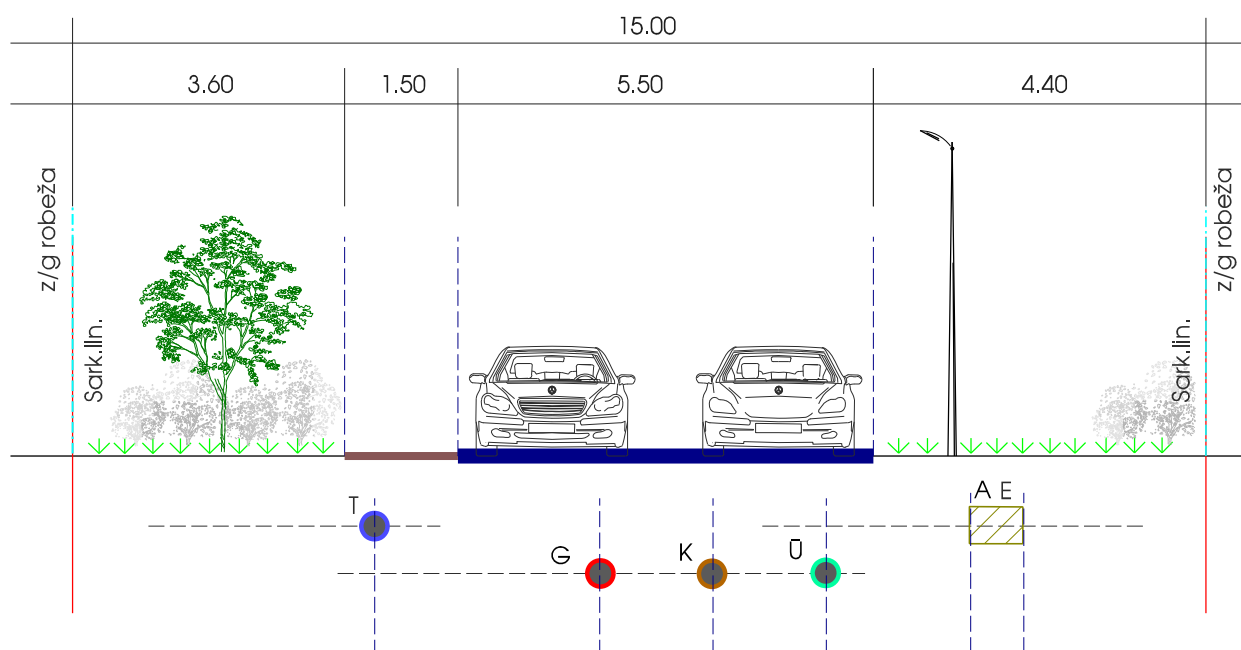 15.00
3.60 1.50 5.50 4.40
z/g robeža
z/g robeža
Sark.lin.
Sark.lin.
T
A E
G K Ū